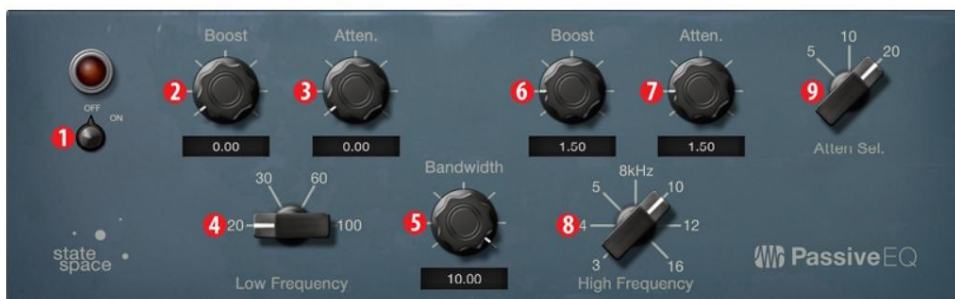 Boost Atten. Boost Atten. 5 10 20
OFF ON
1 2 3 6 7 9
0.00 0.00 1.50 1.50 Atten Sel.
Bandwidth
20 30 60 100
4 5 8
3 4 5 8kHz 10 12 16
state
space
Low Frequency 10.00 High Frequency
PassiveEQ